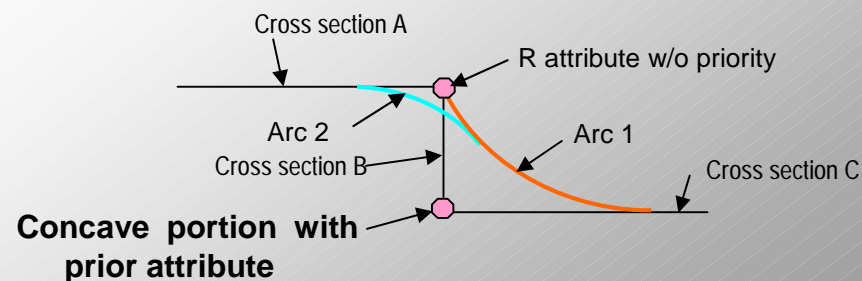 Cross section A
R attribute w/o priority
Arc 2
Arc 1
Cross section B
Cross section C
Concave portion with
prior attribute